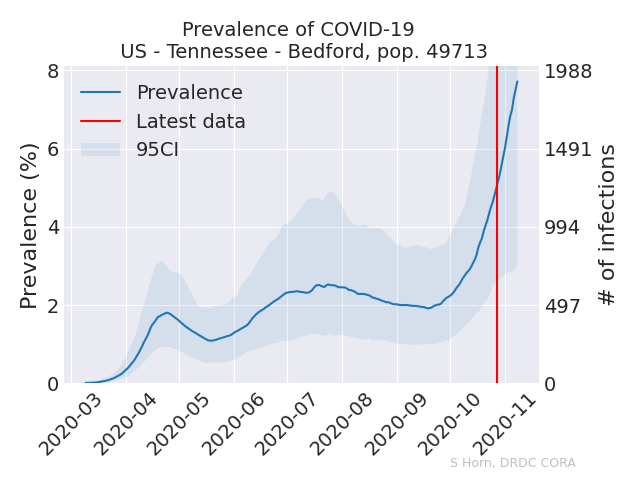 Prevalence of COVID-19
US - Tennessee - Bedford, pop. 49713
Prevalence
Latest data
95CI
Prevalence (%)
8
6
4
2
0
1988
1491
994
497
0
# of infections
2020-03
2020-04
2020-05
2020-06
2020-07
2020-08
2020-09
2020-10
2020-11
S Horn, DRDC CORA